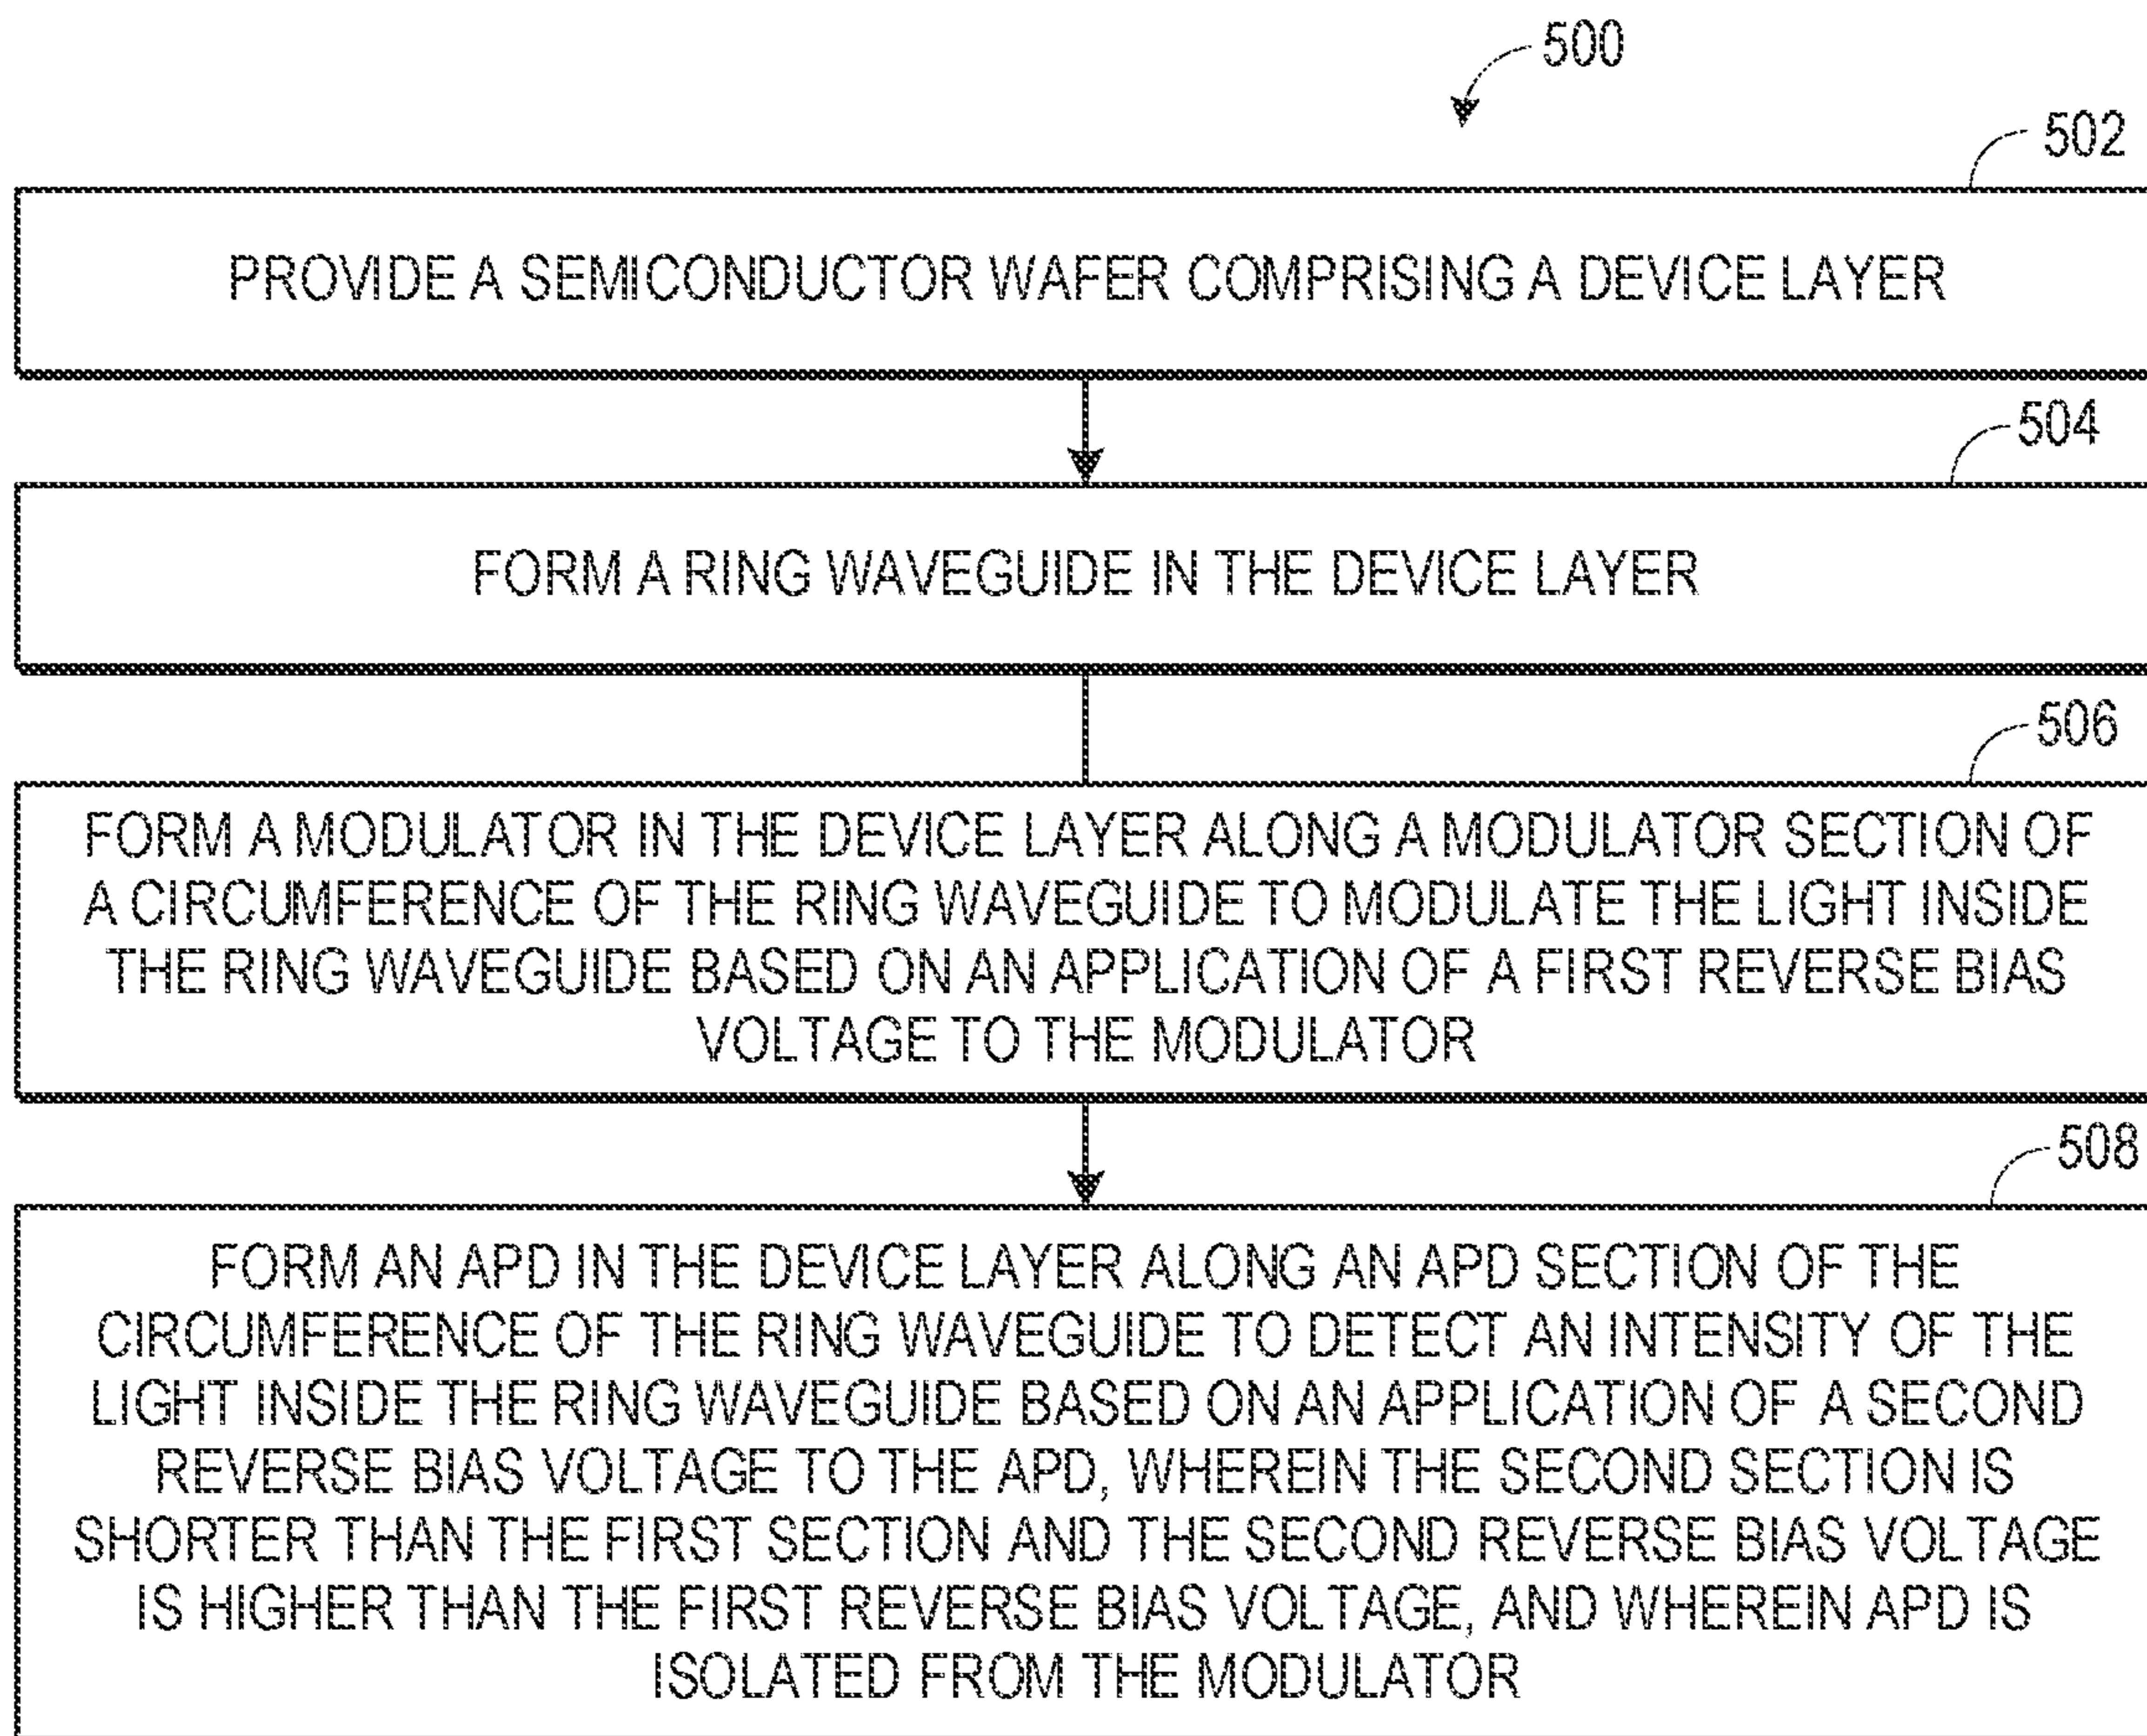 500
502
PROVIDE A SEMICONDUCTOR WAFER COMPRISING A DEVICE LAYER
504
FORM A RING WAVEGUIDE IN THE DEVICE LAYER
506
FORM A MODULATOR IN THE DEVICE LAYER ALONG A MODULATOR SECTION OF
A CIRCUMFERENCE OF THE RING WAVEGUIDE TO MODULATE THE LIGHT INSIDE
THE RING WAVEGUIDE BASED ON AN APPLICATION OF A FIRST REVERSE BIAS
VOLTAGE TO THE MODULATOR
508
FORM AN APD IN THE DEVICE LAYER ALONG AN APD SECTION OF THE
CIRCUMFERENCE OF THE RING WAVEGUIDE TO DETECT AN INTENSITY OF THE
LIGHT INSIDE THE RING WAVEGUIDE BASED ON AN APPLICATION OF A SECOND
REVERSE BIAS VOLTAGE TO THE APD, WHEREIN THE SECOND SECTION IS
SHORTER THAN THE FIRST SECTION AND THE SECOND REVERSE BIAS VOLTAGE
IS HIGHER THAN THE FIRST REVERSE BIAS VOLTAGE, AND WHEREIN APD IS
ISOLATED FROM THE MODULATOR